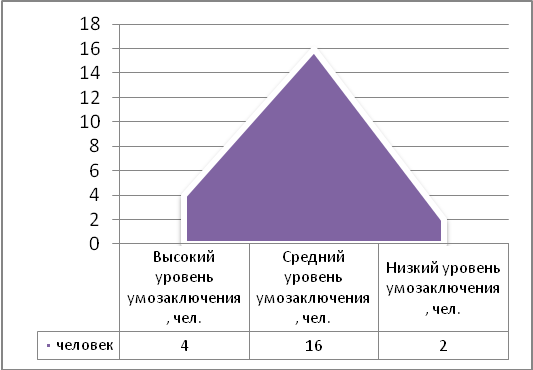 18
16
14
12
10
8
6
4
2
0
Высокий
уровень
умозаключения
, чел.
Средний
уровень
умозаключения
, чел.
Низкий уровень
умозаключения
, чел.
человек 4 16 2